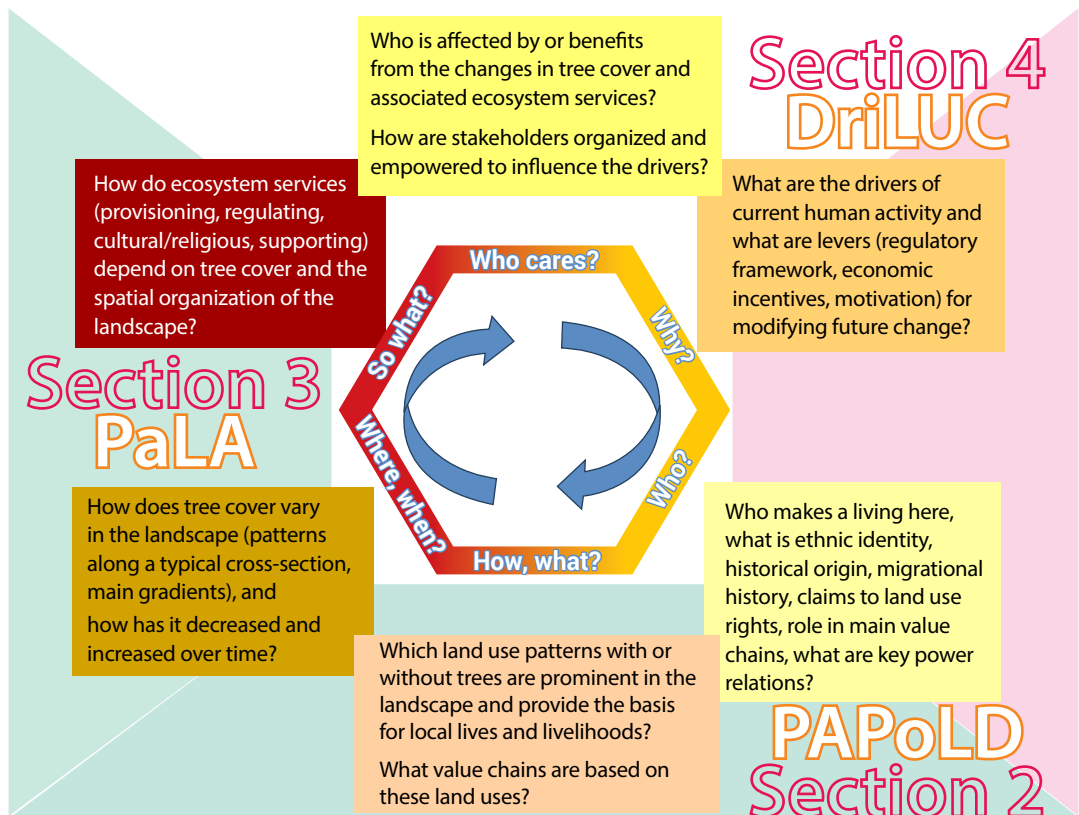 Who is affected by or benefits
from the changes in tree cover and
associated ecosystem services?
How are stakeholders organized and
empowered to influence the drivers?
Section 4
DriLUC
How do ecosystem services
(provisioning, regulating,
cultural/religious, supporting)
depend on tree cover and the
spatial organization of the
landscape?
What are the drivers of
current human activity and
what are levers (regulatory
framework, economic
incentives, motivation) for
modifying future change?
Who cares?
So what?
Why?
Section 3
PaLA
Where, when?
Who?
How, what?
How does tree cover vary
in the landscape (patterns
along a typical cross-section,
main gradients), and
how has it decreased and
increased over time?
Who makes a living here,
what is ethnic identity,
historical origin, migrational
history, claims to land use
rights, role in main value
chains, what are key power
relations?
Which land use patterns with or
without trees are prominent in the
landscape and provide the basis
for local lives and livelihoods?
What value chains are based on
these land uses?
PAPoLD
Section 2